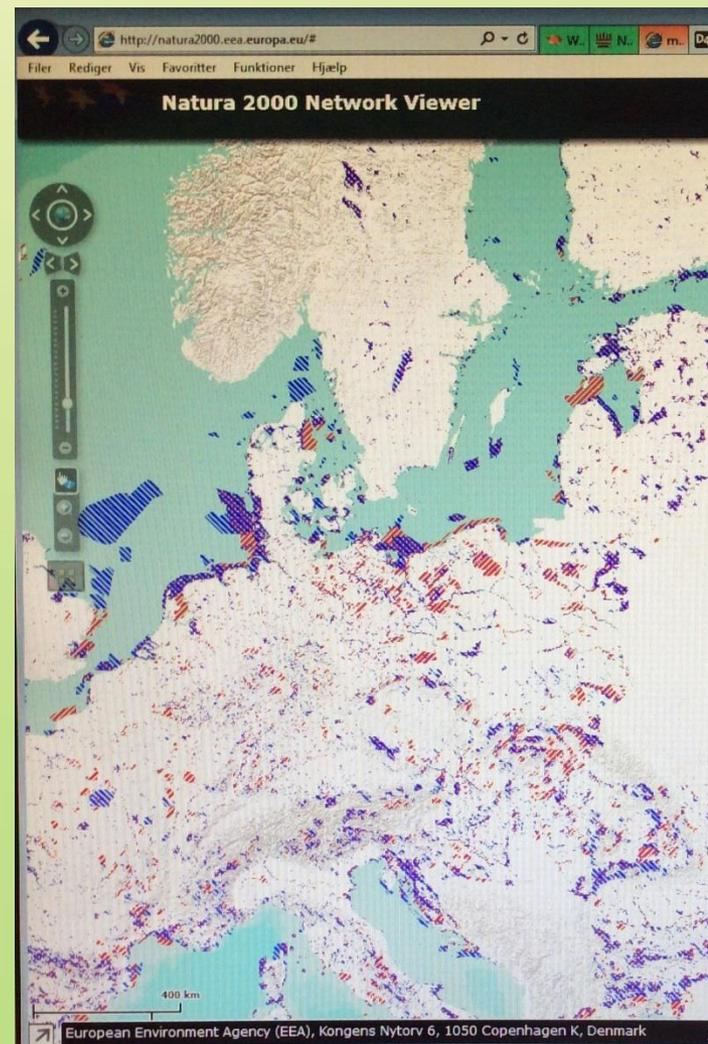 http://natura2000.eea.europa.eu/#
W..
N..
m..
Filer Rediger Vis Favoritter Funktioner Hjælp
Natura 2000 Network Viewer
400 km
European Environment Agency (EEA), Kongens Nytorv 6, 1050 Copenhagen K, Denmark